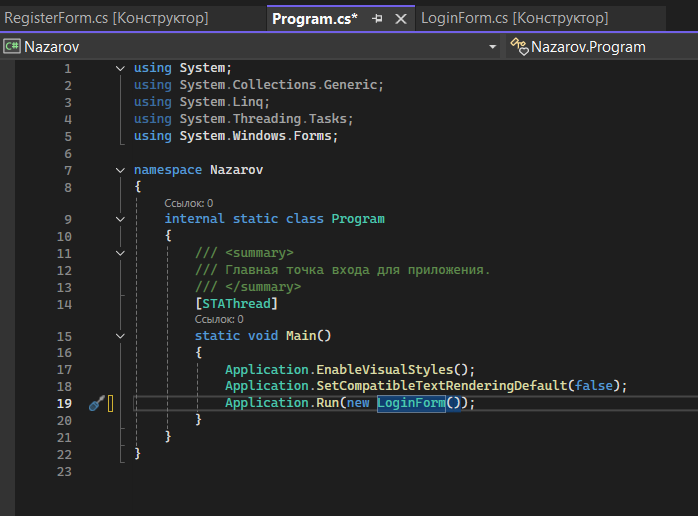 RegisterForm.cs [Конструктор] Program.cs* LoginForm.cs [Конструктор]
C# Nazarov Nazarov.Program
1 using System;
2 using System.Collections.Generic;
3 using System.Linq;
4 using System.Threading.Tasks;
5 using System.Windows.Forms;
6
7 namespace Nazarov
8 {
Ссылок: 0
9 internal static class Program
10 {
11 /// <summary>
12 /// Главная точка входа для приложения.
13 /// </summary>
14 [STAThread]
Ссылок: 0
15 static void Main()
16 {
17 Application.EnableVisualStyles();
18 Application.SetCompatibleTextRenderingDefault(false);
19 Application.Run(new LoginForm());
20 }
21 }
22 }
23